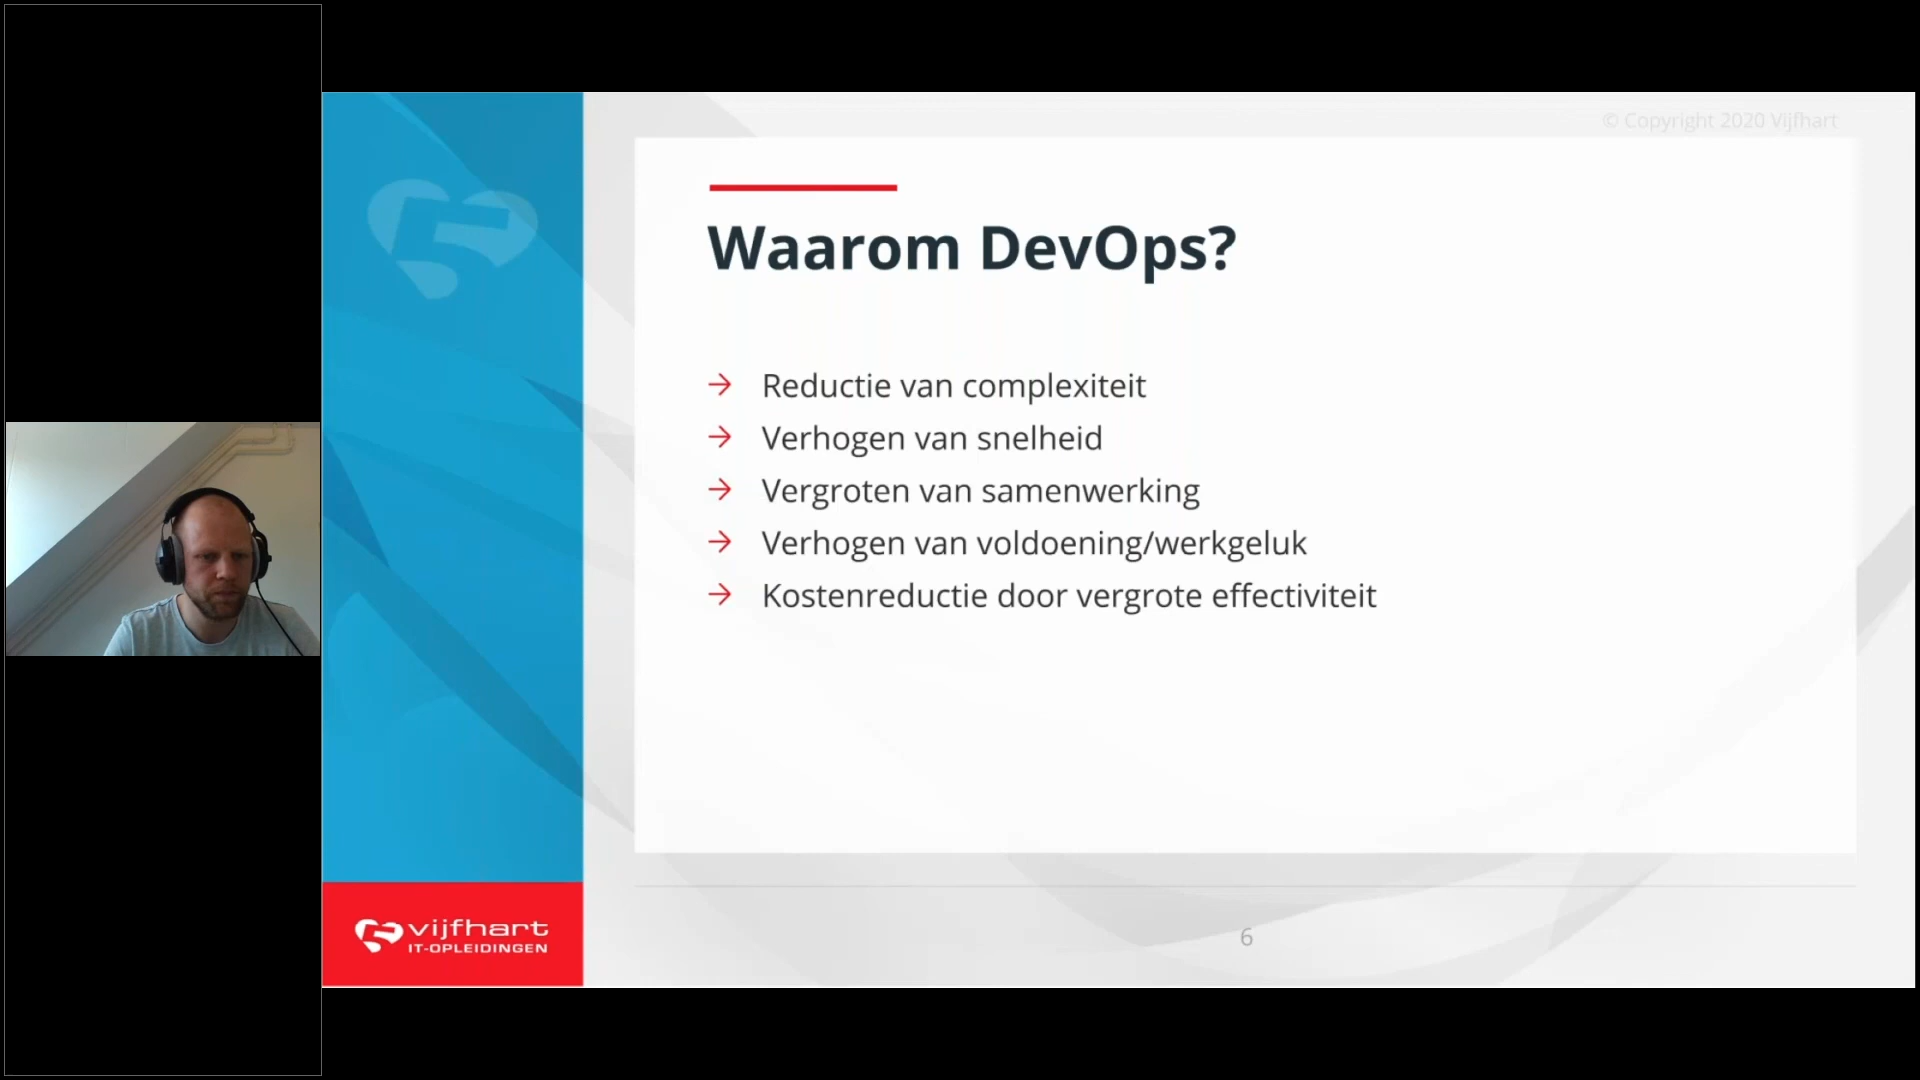 © Copyright 2020 Vijfhart
Waarom DevOps?
→ Reductie van complexiteit
→ Verhogen van snelheid
→ Vergroten van samenwerking
→ Verhogen van voldoening/werkgeluk
→ Kostenreductie door vergrote effectiviteit
vijfhart
IT-OPLEIDINGEN
6